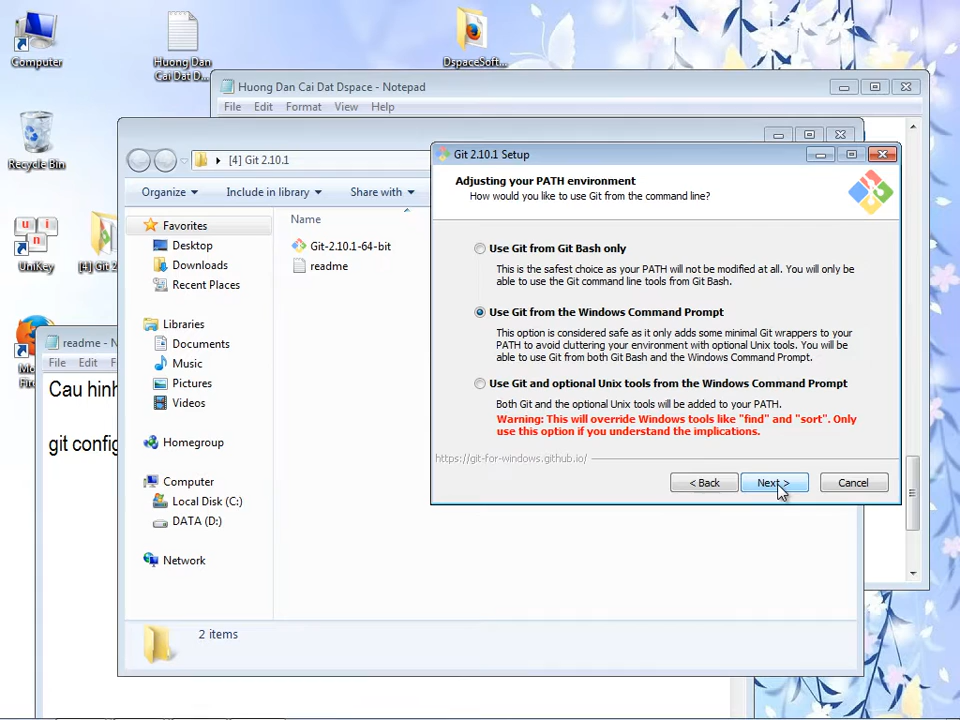 Computer
Huong Dan
Cai Dat D...
DspaceSoft...
Recycle Bin
UniKey
[4] Git 2
Huong Dan Cai Dat Dspace - Notepad
File Edit Format View Help
readme - N
File Edit F
Cau hinh
git config
[4] Git 2.10.1
Organize Include in library Share with
Favorites
Desktop
Downloads
Recent Places
Libraries
Documents
Music
Pictures
Videos
Homegroup
Computer
Local Disk (C:)
DATA (D:)
Network
Name
Git-2.10.1-64-bit
readme
2 items
Git 2.10.1 Setup
Adjusting your PATH environment
How would you like to use Git from the command line?
Use Git from Git Bash only
This is the safest choice as your PATH will not be modified at all. You will only be
able to use the Git command line tools from Git Bash.
Use Git from the Windows Command Prompt
This option is considered safe as it only adds some minimal Git wrappers to your
PATH to avoid cluttering your environment with optional Unix tools. You will be
able to use Git from both Git Bash and the Windows Command Prompt.
Use Git and optional Unix tools from the Windows Command Prompt
Both Git and the optional Unix tools will be added to your PATH.
Warning: This will override Windows tools like "find" and "sort". Only
use this option if you understand the implications.
https://git-for-windows.github.io/
< Back Next > Cancel